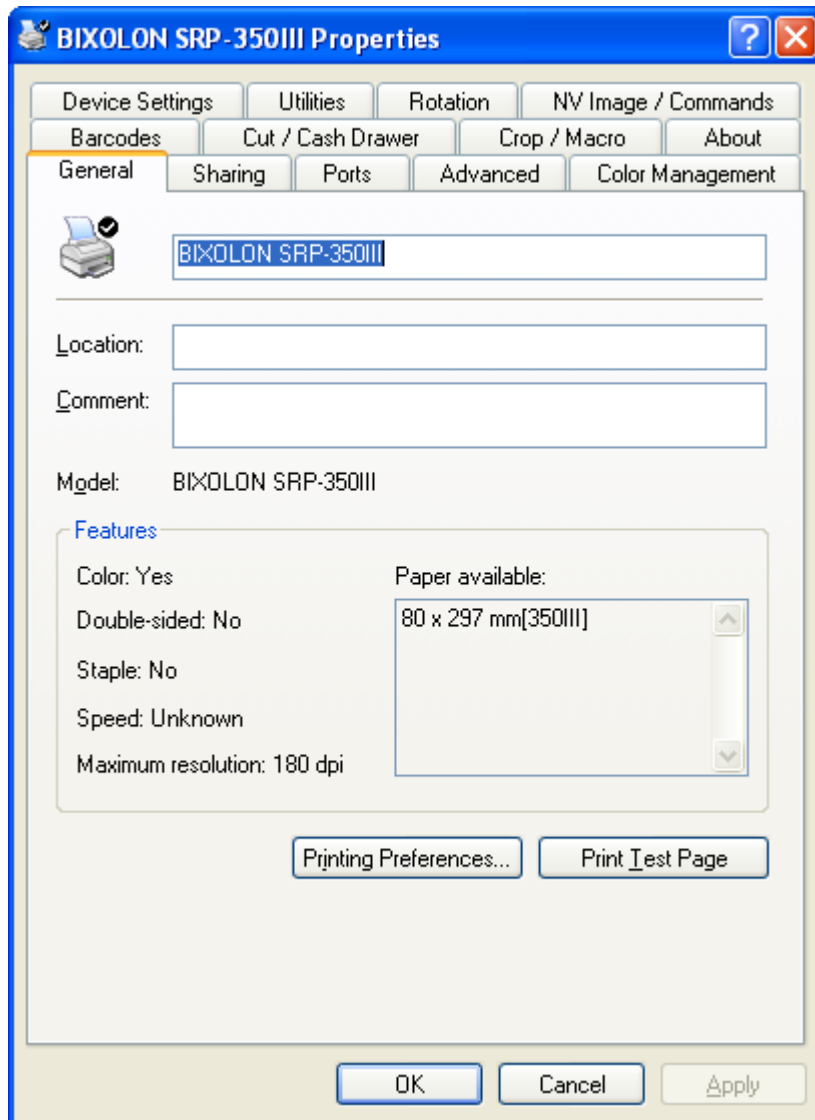 BIXOLON SRP-350III Properties
Device Settings Utilities Rotation NV Image / Commands
Barcodes Cut / Cash Drawer Crop / Macro About
General Sharing Ports Advanced Color Management
BIXOLON SRP-350III
Location:
Comment:
Model: BIXOLON SRP-350III
Features
Color: Yes Paper available:
Double-sided: No 80 x 297 mm[350III]
Staple: No
Speed: Unknown
Maximum resolution: 180 dpi
Printing Preferences... Print Test Page
OK Cancel Apply